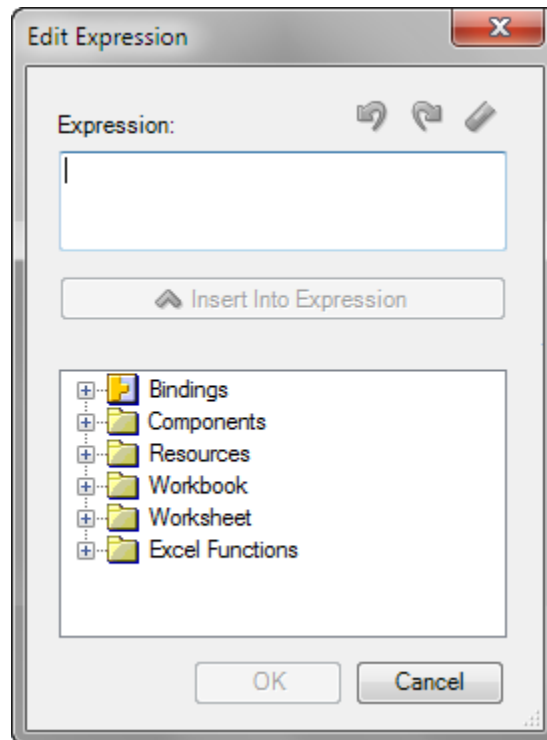 Edit Expression
Expression:
Insert Into Expression
Bindings
Components
Resources
Workbook
Worksheet
Excel Functions
OK Cancel